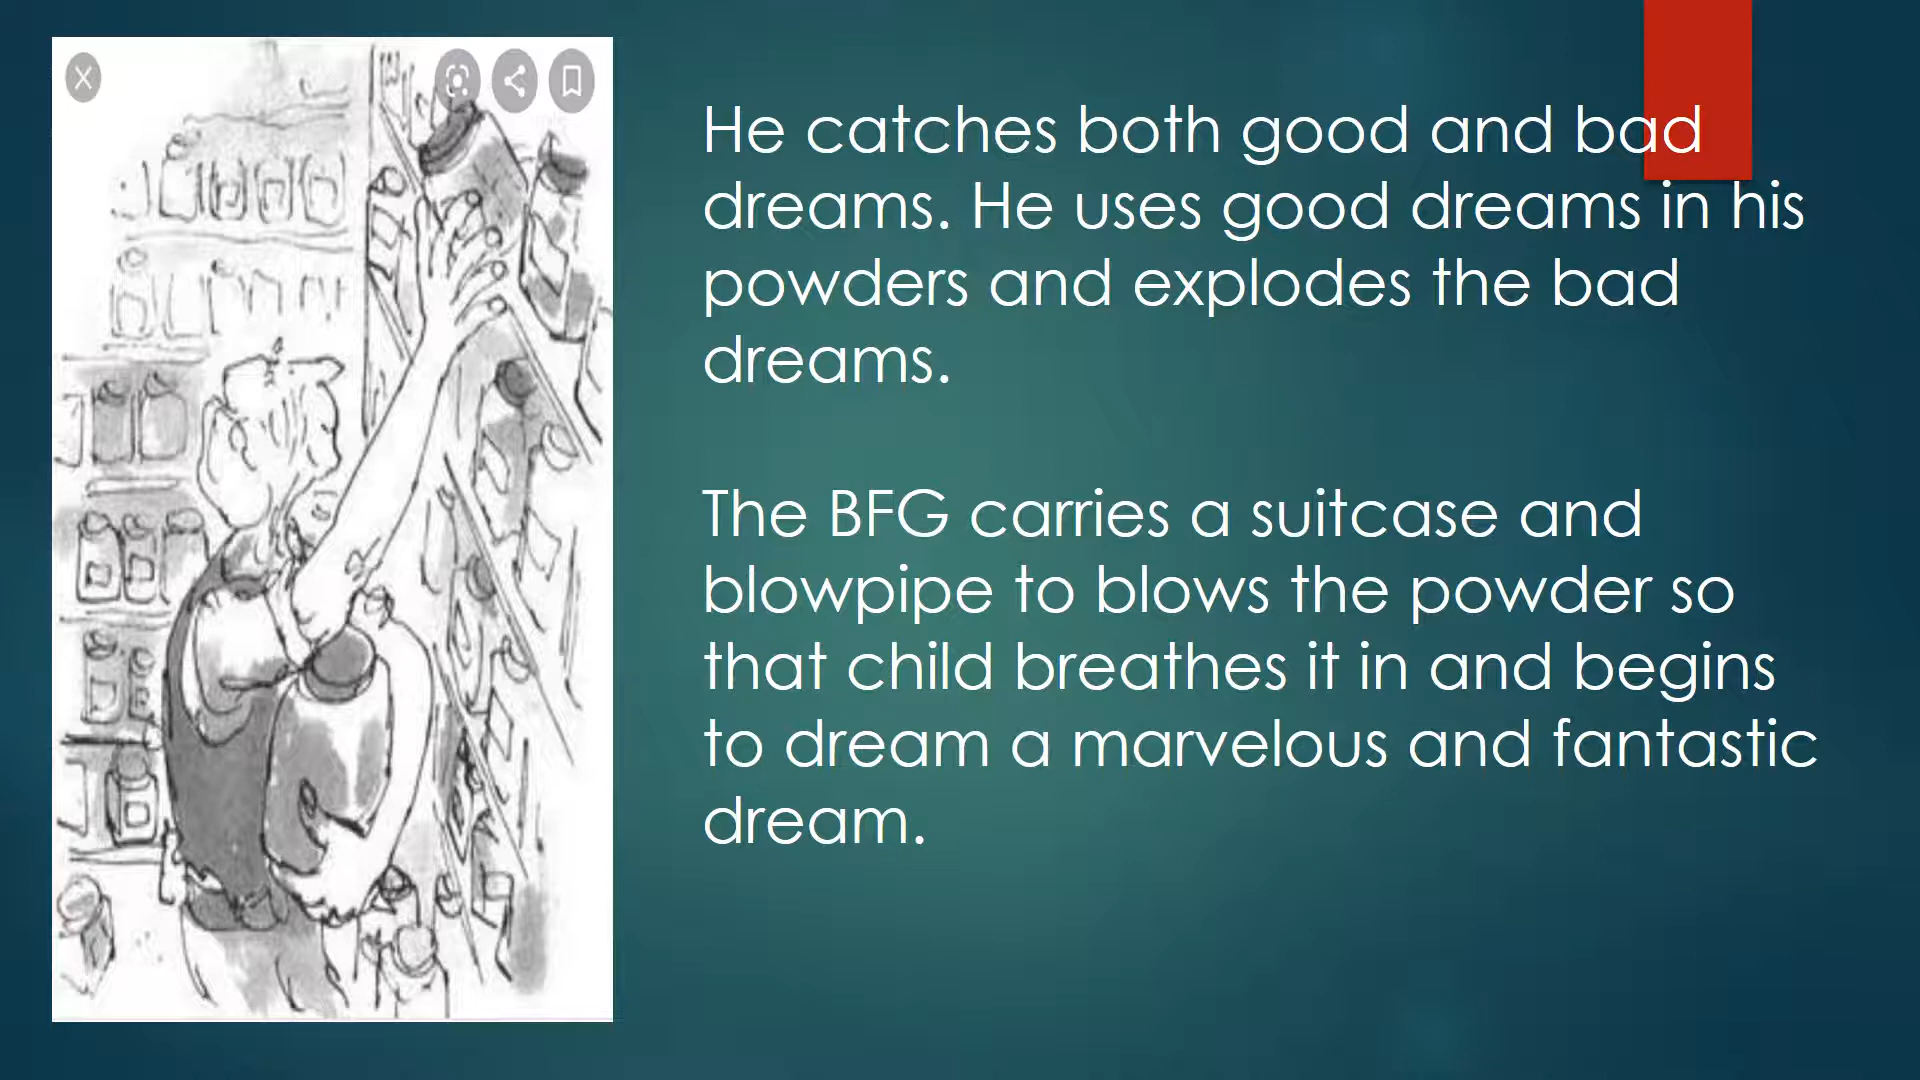 He catches both good and bad
dreams. He uses good dreams in his
powders and explodes the bad
dreams.
The BFG carries a suitcase and
blowpipe to blows the powder so
that child breathes it in and begins
to dream a marvelous and fantastic
dream.